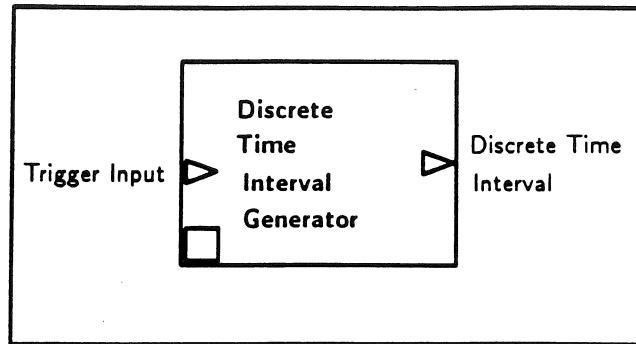 Trigger Input
Discrete
Time
Interval
Generator
Discrete Time
Interval